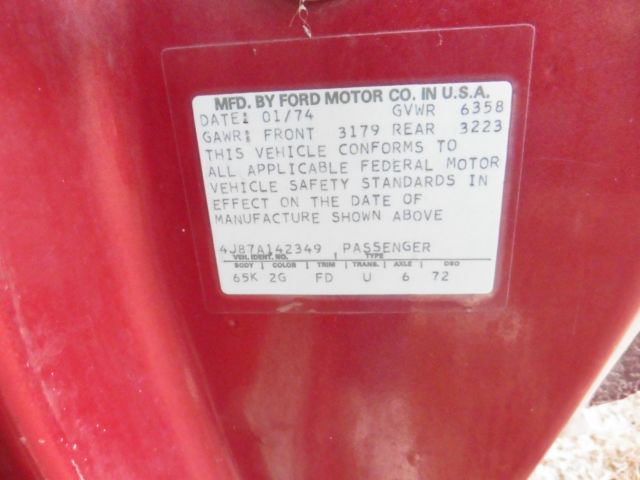 MFD. BY FORD MOTOR CO. IN U.S.A.
DATE: 01/74 GVWR 6358
GAWR: FRONT 3179 REAR 3223
THIS VEHICLE CONFORMS TO
ALL APPLICABLE FEDERAL MOTOR
VEHICLE SAFETY STANDARDS IN
EFFECT ON THE DATE OF
MANUFACTURE SHOWN ABOVE
4J87A142349 PASSENGER
VEH. IDENT. NO. TYPE
BODY | COLOR | TRIM | TRANS. | AXLE | DSO
65K 2G FD U 6 72